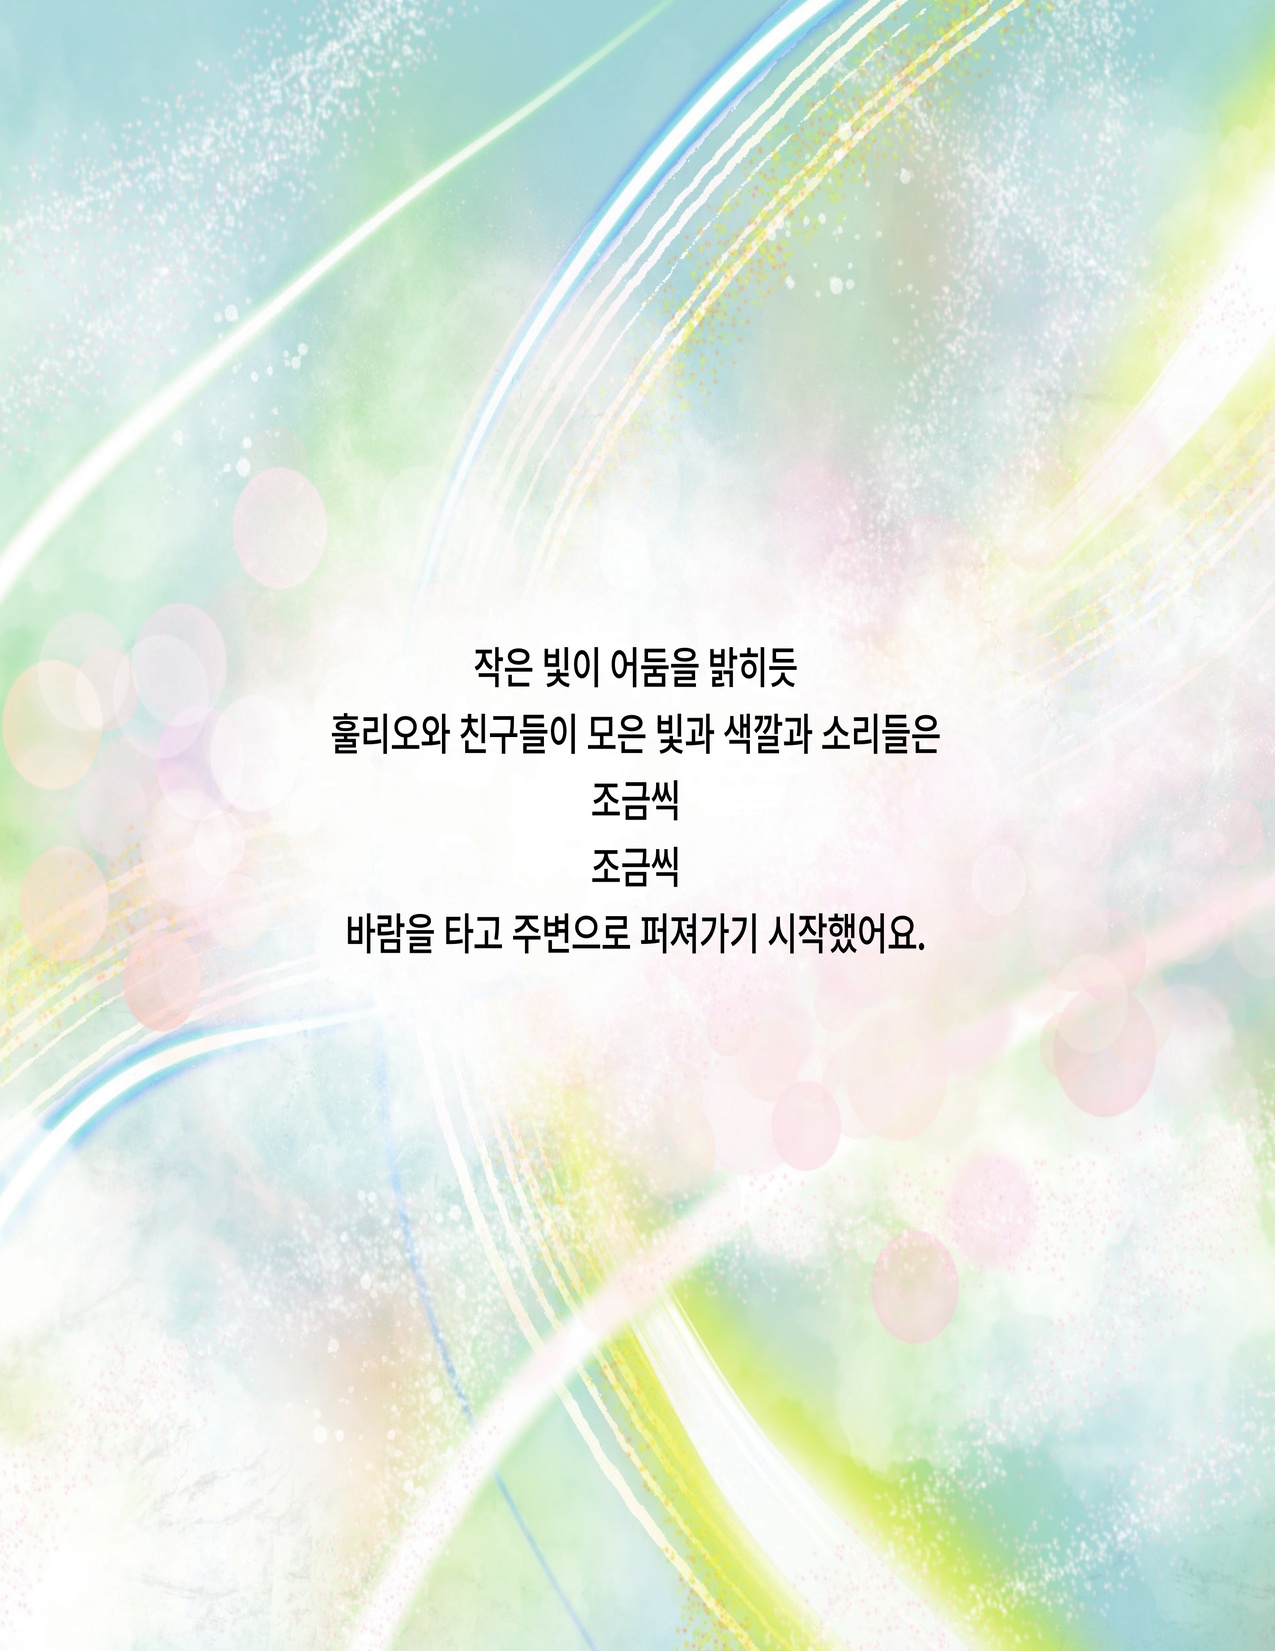 작은 빛이 어둠을 밝히듯
훌리오와 친구들이 모은 빛과 색깔과 소리들은
조금씩
조금씩
바람을 타고 주변으로 퍼져가기 시작했어요.